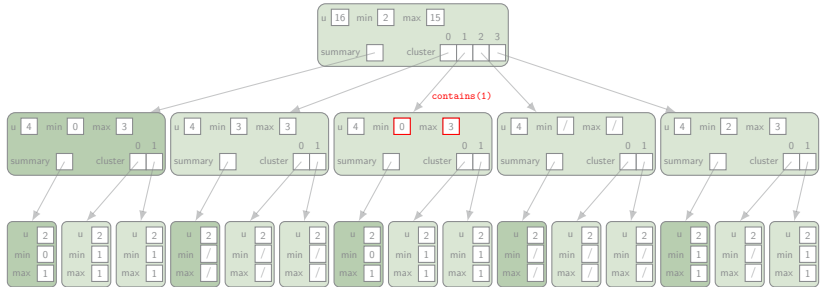 u 16 min 2 max 15
0 1 2 3
summary cluster
contains(1)
u 4 min 0 max 3 u 4 min 3 max 3 u 4 min 0 max 3 u 4 min / max / u 4 min 2 max 3
0 1 0 1 0 1 0 1 0 1
summary cluster summary cluster summary cluster summary cluster summary cluster
u 2 u 2 u 2 u 2 u 2 u 2 u 2 u 2 u 2 u 2 u 2 u 2 u 2 u 2 u 2
min 0 min 1 min 1 min / min / min / min 0 min 1 min 1 min / min / min / min 1 min 1 min 1
max 1 max 1 max 1 max / max / max / max 1 max 1 max 1 max / max / max / max 1 max 1 max 1